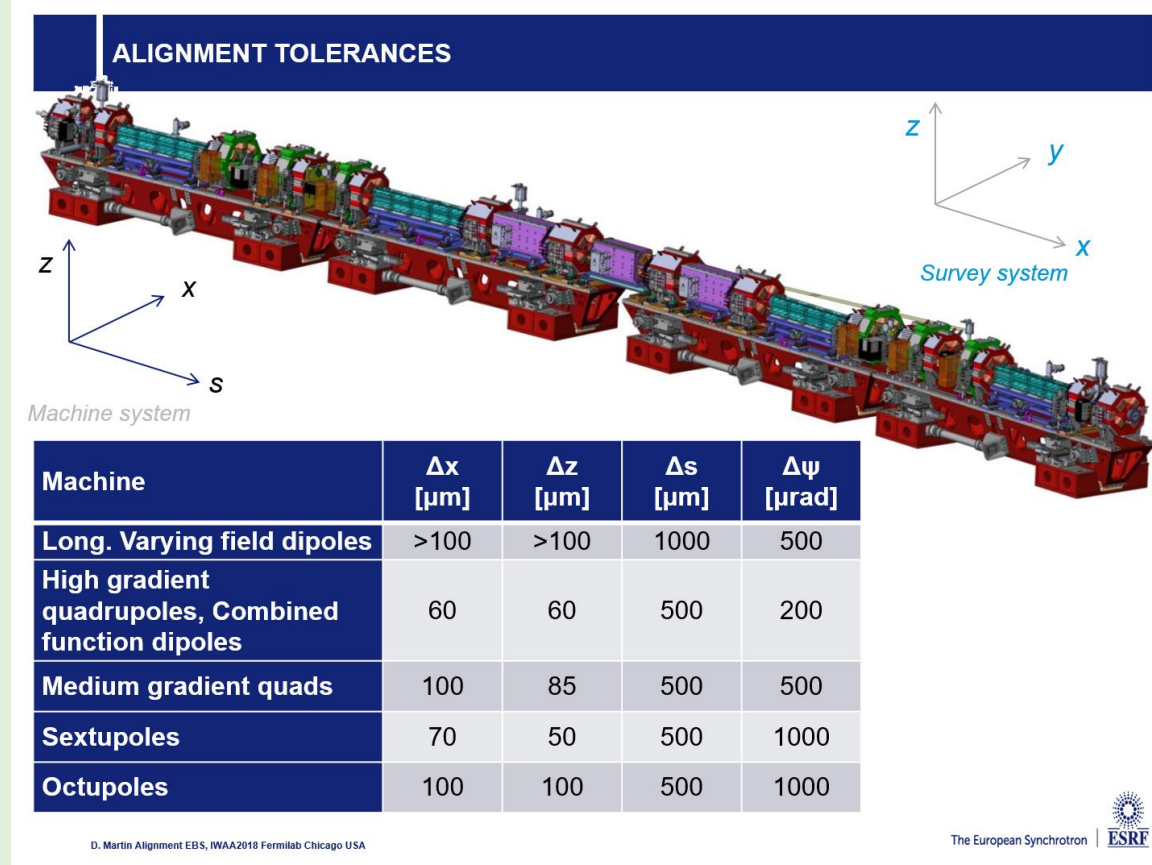 ALIGNMENT TOLERANCES
z
y
x
Survey system
z
x
s
Machine system
Machine Δx [µm] Δz [µm] Δs [µm] Δψ [µrad]
Long. Varying field dipoles >100 >100 1000 500
High gradient
quadrupoles, Combined
function dipoles 60 60 500 200
Medium gradient quads 100 85 500 500
Sextupoles 70 50 500 1000
Octupoles 100 100 500 1000
D. Martin Alignment EBS, IWAA2018 Fermilab Chicago USA
The European Synchrotron | ESRF